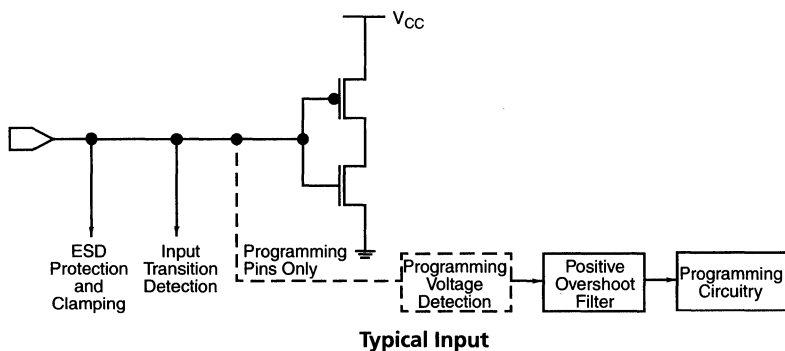 VCC
ESD
Protection
and
Clamping
Input
Transition
Detection
Programming
Pins Only
Programming
Voltage
Detection
Positive
Overshoot
Filter
Programming
Circuitry
Typical Input